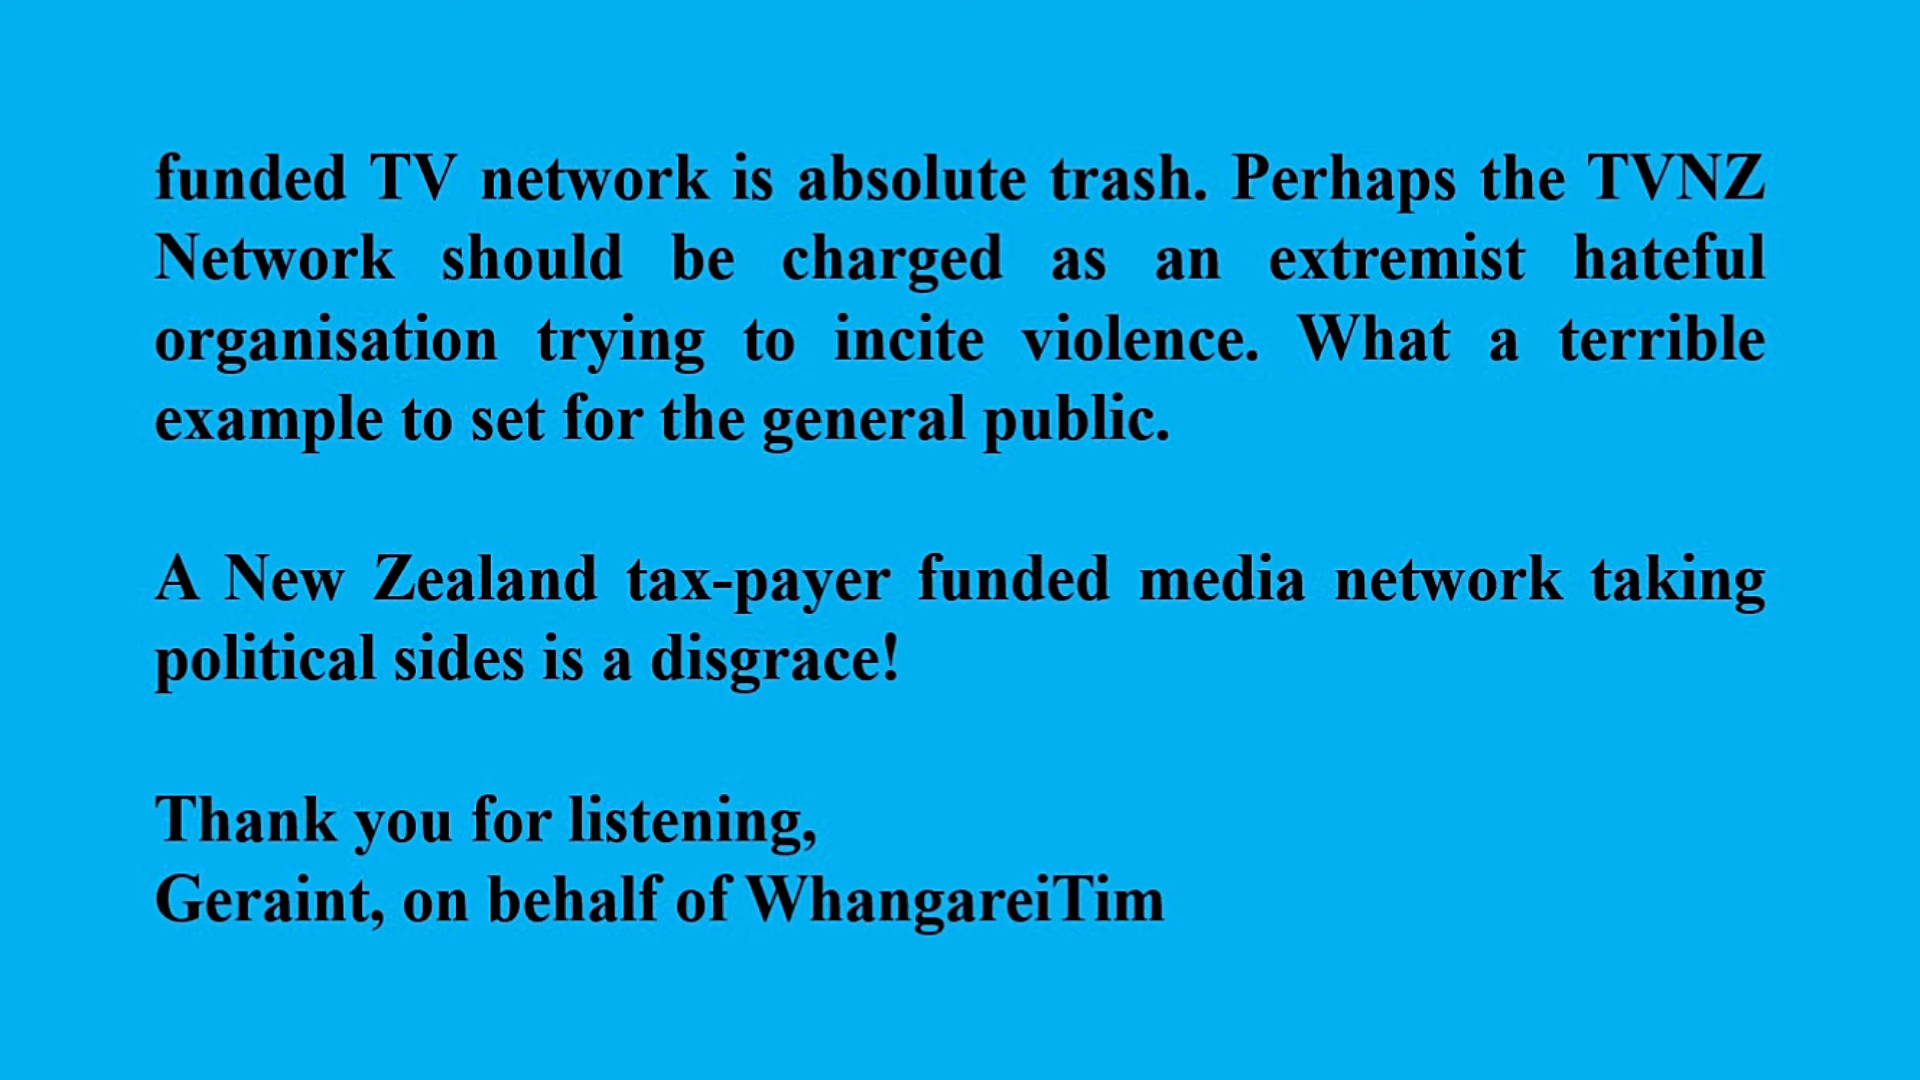 funded TV network is absolute trash. Perhaps the TVNZ
Network should be charged as an extremist hateful
organisation trying to incite violence. What a terrible
example to set for the general public.
A New Zealand tax-payer funded media network taking
political sides is a disgrace!
Thank you for listening,
Geraint, on behalf of WhangareiTim